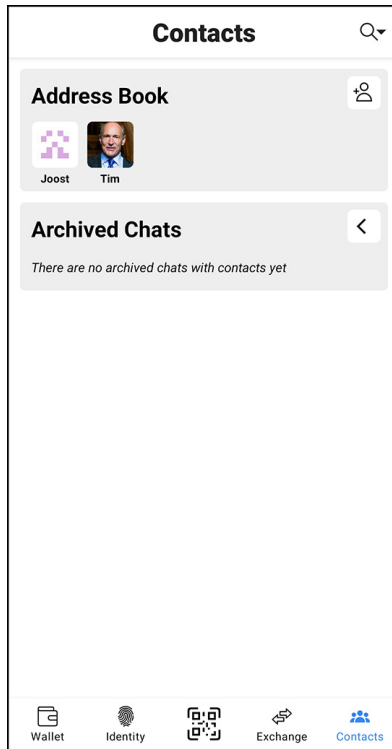 Contacts
Address Book
Joost Tim
Archived Chats
There are no archived chats with contacts yet
Wallet Identity Exchange Contacts